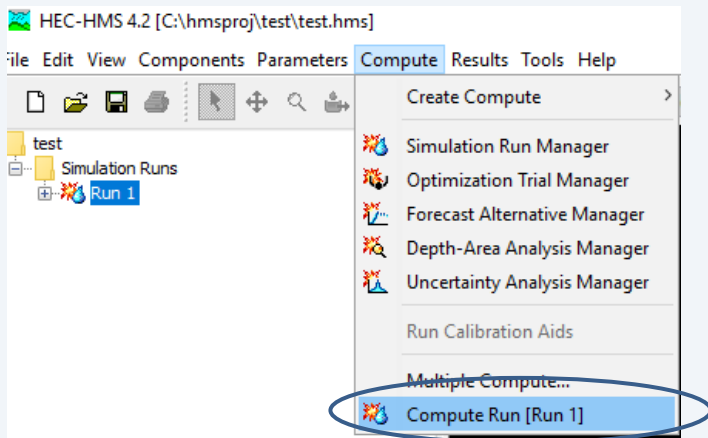 HEC-HMS 4.2 [C:\hmsproj\test\test.hms]
File Edit View Components Parameters Compute Results Tools Help
Create Compute
test
Simulation Runs
Run 1
Simulation Run Manager
Optimization Trial Manager
Forecast Alternative Manager
Depth-Area Analysis Manager
Uncertainty Analysis Manager
Run Calibration Aids
Multiple Compute...
Compute Run [Run 1]